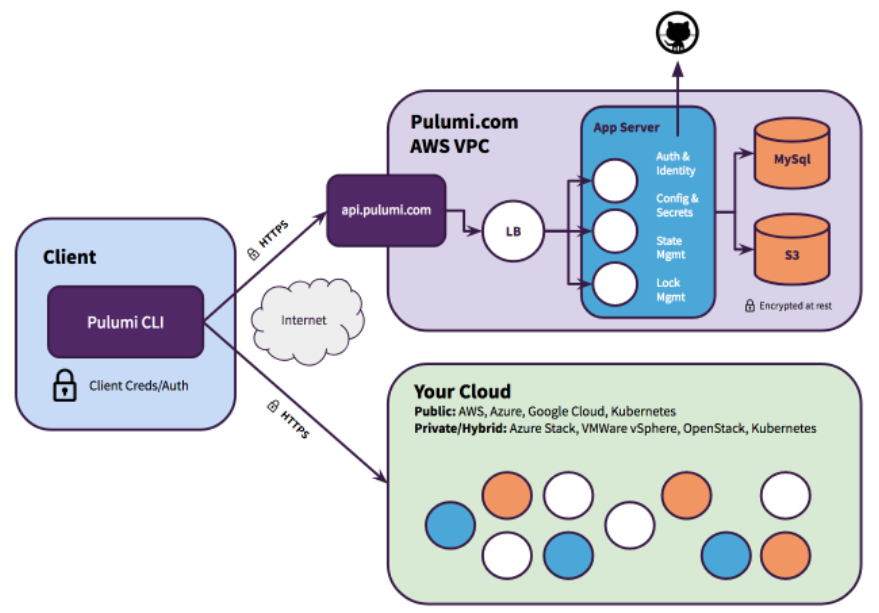 Pulumi.com
AWS VPC
App Server
Auth &
Identity
Config &
Secrets
State
Mgmt
Lock
Mgmt
MySql
S3
Encrypted at rest
api.pulumi.com
LB
HTTPS
Client
Pulumi CLI
Client Creds/Auth
Internet
HTTPS
Your Cloud
Public: AWS, Azure, Google Cloud, Kubernetes
Private/Hybrid: Azure Stack, VMWare vSphere, OpenStack, Kubernetes